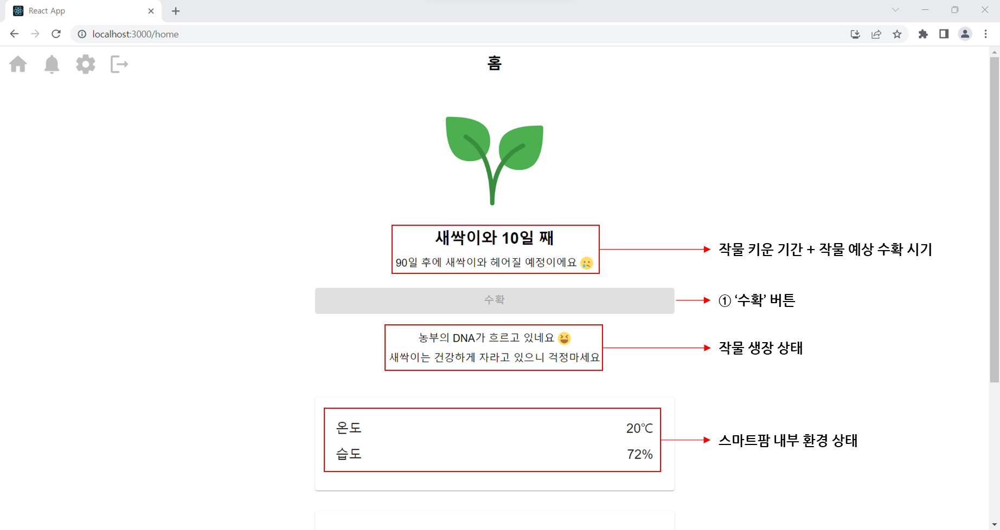 React App
localhost:3000/home
홈
새싹이와 10일 째
90일 후에 새싹이와 헤어질 예정이에요 😢
작물 키운 기간 + 작물 예상 수확 시기
수확
① ‘수확’ 버튼
농부의 DNA가 흐르고 있네요 😆
새싹이는 건강하게 자라고 있으니 걱정마세요
작물 생장 상태
온도 20℃
습도 72%
스마트팜 내부 환경 상태